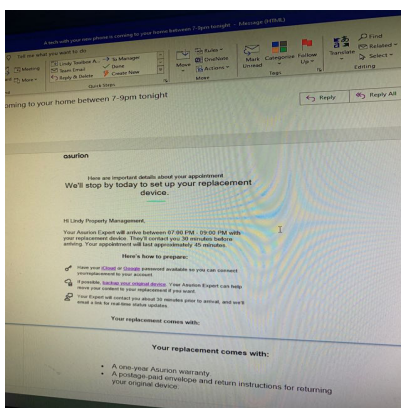 A tech with your new phone is coming to your home between 7-9pm tonight - Message (HTML)
Tell me what you want to do
Meeting
More
Lindy Toolbox A...
To Manager
Team Email
Done
Reply & Delete
Create New
Quick Steps
Move
Rules
OneNote
Actions
Move
Mark Unread
Categorize
Follow Up
Tags
Translate
Find
Related
Select
Editing
oming to your home between 7-9pm tonight
Reply
Reply All
asurion
Here are important details about your appointment
We'll stop by today to set up your replacement
device.
Hi Lindy Property Management,
Your Asurion Expert will arrive between 07:00 PM - 09:00 PM with
your replacement device. They'll contact you 30 minutes before
arriving. Your appointment will last approximately 45 minutes.
Here's how to prepare:
Have your iCloud or Google password available so you can connect
your replacement to your account.
If possible, backup your original device. Your Asurion Expert can help
move your content to your replacement if you want.
Your Expert will contact you about 30 minutes prior to arrival, and we'll
email a link for real-time status updates.
Your replacement comes with:
Your replacement comes with:
• A one-year Asurion warranty.
• A postage-paid envelope and return instructions for returning
your original device.